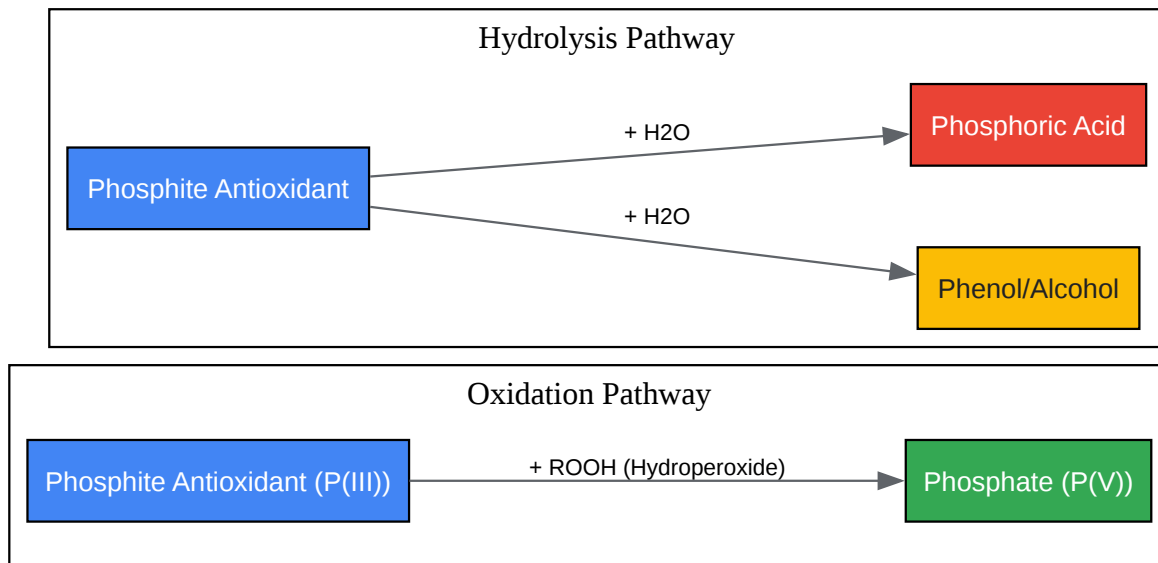 Hydrolysis Pathway
Phosphite Antioxidant
+ H2O
Phosphoric Acid
+ H2O
Phenol/Alcohol
Oxidation Pathway
Phosphite Antioxidant (P(III))
+ ROOH (Hydroperoxide)
Phosphate (P(V))